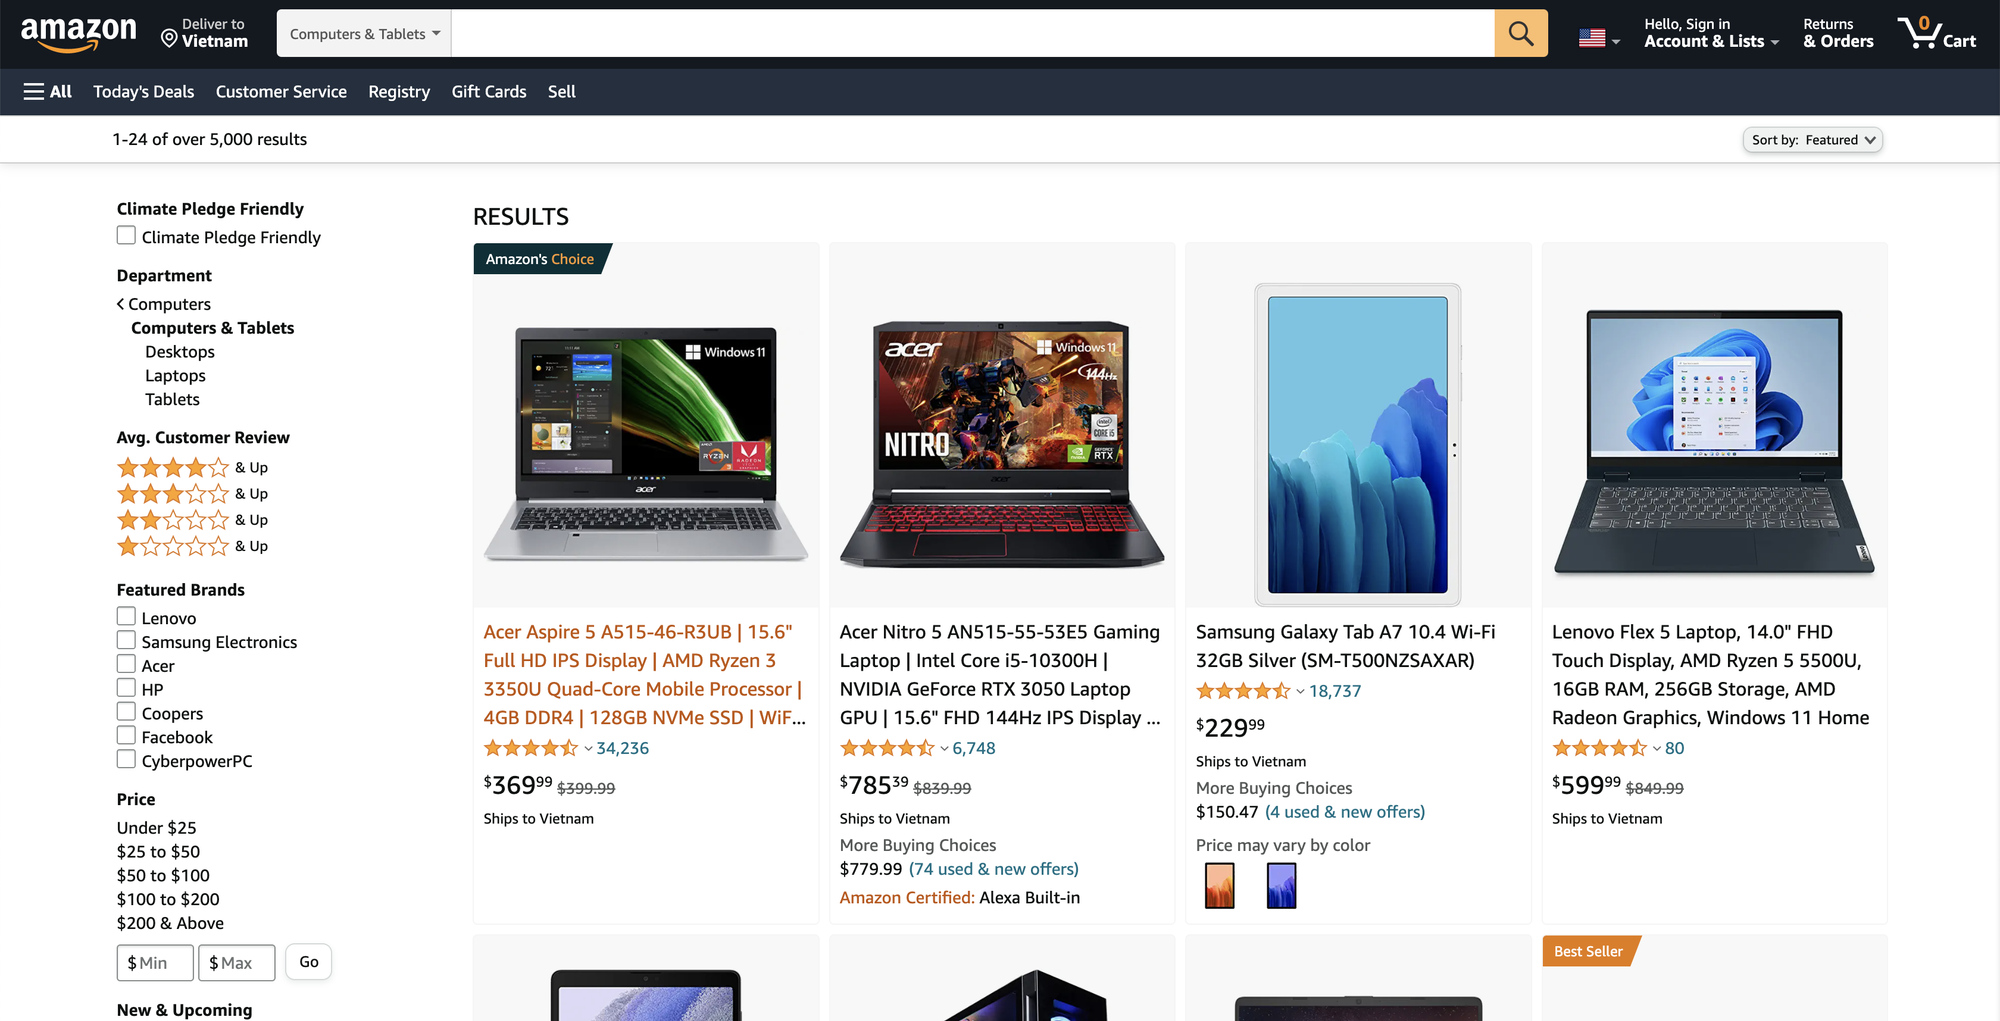 amazon
Deliver to
Vietnam
Computers & Tablets
Hello, Sign in
Account & Lists
Returns
& Orders
0
Cart
All
Today's Deals
Customer Service
Registry
Gift Cards
Sell
1-24 of over 5,000 results
Sort by: Featured
Climate Pledge Friendly
Climate Pledge Friendly
Department
Computers
Computers & Tablets
Desktops
Laptops
Tablets
Avg. Customer Review
& Up
& Up
& Up
& Up
Featured Brands
Lenovo
Samsung Electronics
Acer
HP
Coopers
Facebook
CyberpowerPC
Price
Under $25
$25 to $50
$50 to $100
$100 to $200
$200 & Above
$ Min
$ Max
Go
New & Upcoming
RESULTS
Amazon's Choice
Windows 11
RYZEN
acer
Acer Aspire 5 A515-46-R3UB | 15.6"
Full HD IPS Display | AMD Ryzen 3
3350U Quad-Core Mobile Processor |
4GB DDR4 | 128GB NVMe SSD | WiF...
34,236
$369.99 $399.99
Ships to Vietnam
acer
Windows 11
144Hz
NITRO
intel
CORE i5
RTX
acer
Acer Nitro 5 AN515-55-53E5 Gaming
Laptop | Intel Core i5-10300H |
NVIDIA GeForce RTX 3050 Laptop
GPU | 15.6" FHD 144Hz IPS Display ...
6,748
$785.39 $839.99
Ships to Vietnam
More Buying Choices
$779.99 (74 used & new offers)
Amazon Certified: Alexa Built-in
Samsung Galaxy Tab A7 10.4 Wi-Fi
32GB Silver (SM-T500NZSAXAR)
18,737
$229.99
Ships to Vietnam
More Buying Choices
$150.47 (4 used & new offers)
Price may vary by color
Lenovo Flex 5 Laptop, 14.0" FHD
Touch Display, AMD Ryzen 5 5500U,
16GB RAM, 256GB Storage, AMD
Radeon Graphics, Windows 11 Home
80
$599.99 $849.99
Ships to Vietnam
Best Seller